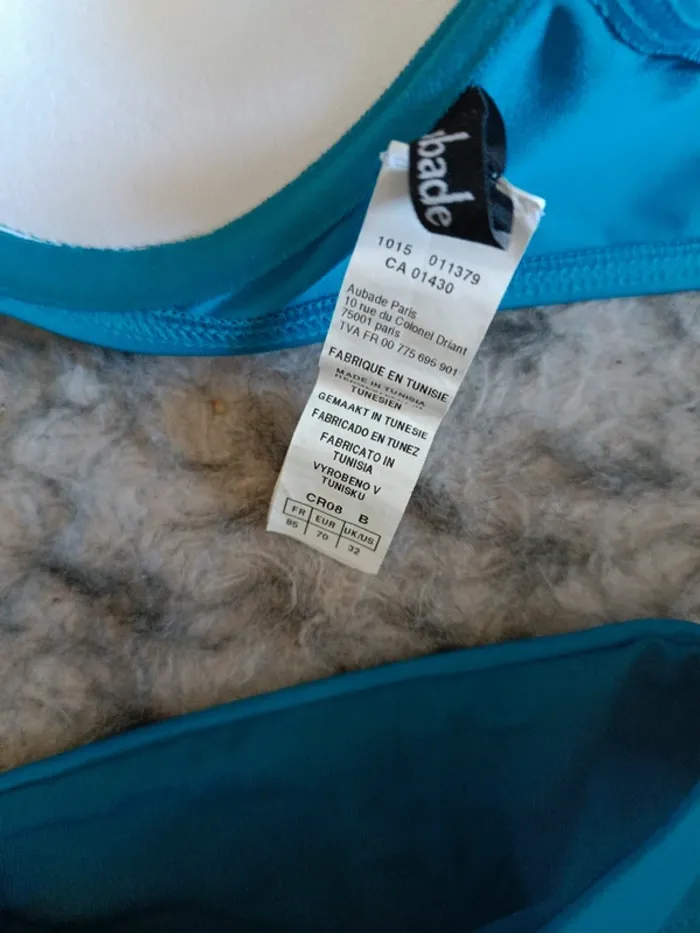 ubade
1015 011379
CA 01430
Aubade Paris
10 rue du Colonel Driant
75001 paris
TVA FR 00 775 695 901
FABRIQUE EN TUNISIE
MADE IN TUNISIA
TUNESIEN
GEMAAKT IN TUNESIE
FABRICADO EN TUNEZ
FABRICATO IN
TUNISIA
VYROBENO V
TUNISKU
CR08 B
FR EUR UK/US
85 70 32